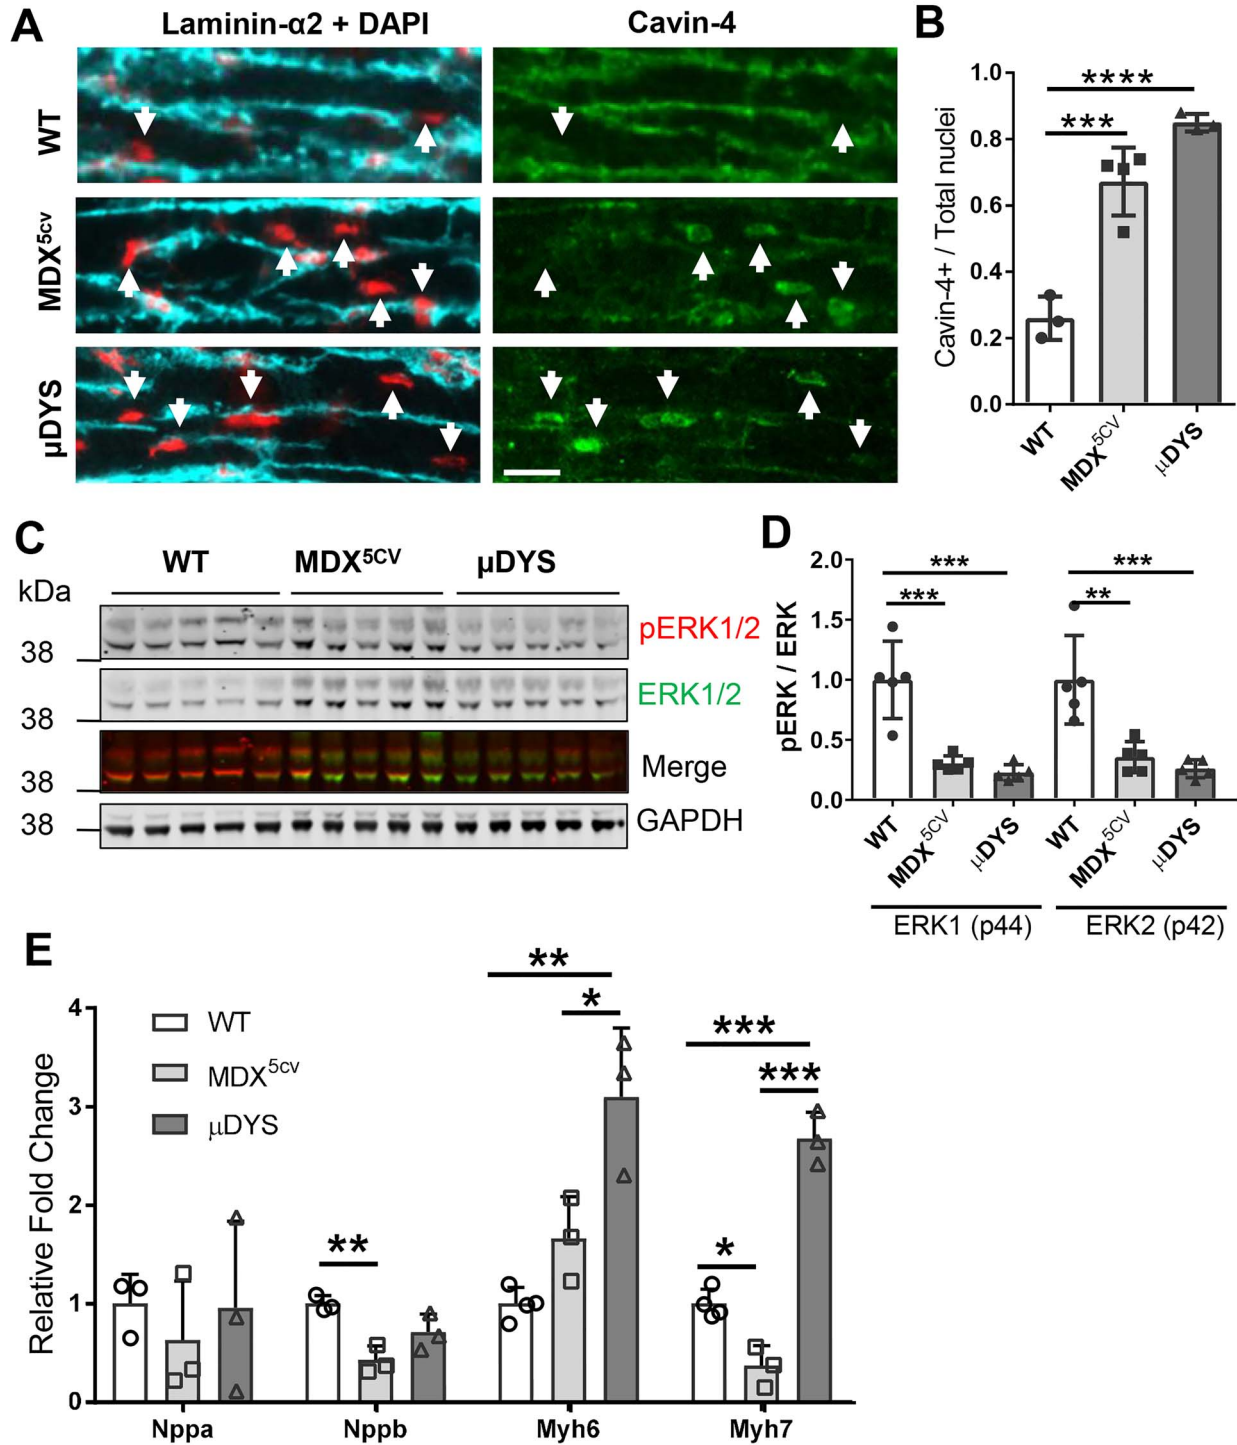 A
Laminin-α2 + DAPI
Cavin-4
WT
MDX5cv
µDYS
B
Cavin-4+ / Total nuclei
1.0
0.8
0.6
0.4
0.2
0.0
****
***
WT
MDX5CV
µDYS
C
WT
MDX5CV
µDYS
kDa
38
pERK1/2
38
ERK1/2
38
Merge
38
GAPDH
D
pERK / ERK
2.0
1.5
1.0
0.5
0.0
***
***
***
**
WT
MDX5CV
µDYS
WT
MDX5CV
µDYS
ERK1 (p44)
ERK2 (p42)
E
Relative Fold Change
4
3
2
1
0
WT
MDX5cv
µDYS
**
**
*
***
***
*
Nppa
Nppb
Myh6
Myh7